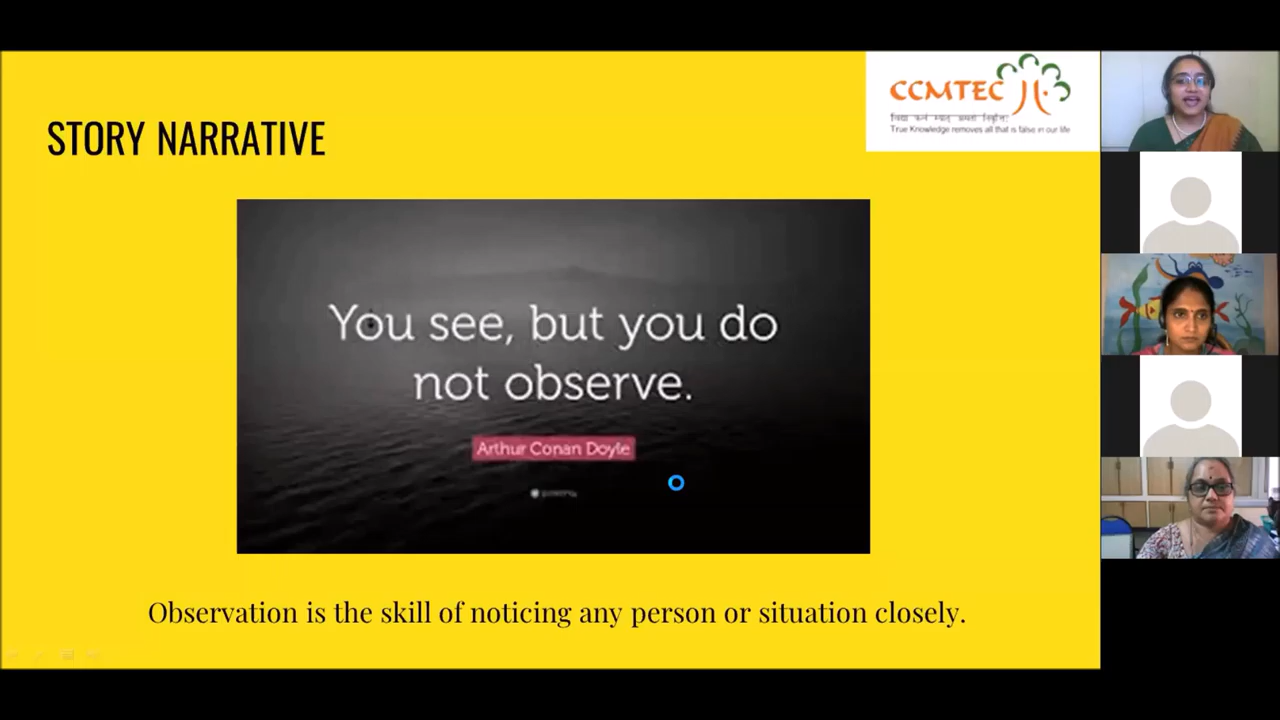 STORY NARRATIVE
CCMTEC
True Knowledge removes all that is false in our life
You see, but you do
not observe.
Arthur Conan Doyle
Observation is the skill of noticing any person or situation closely.